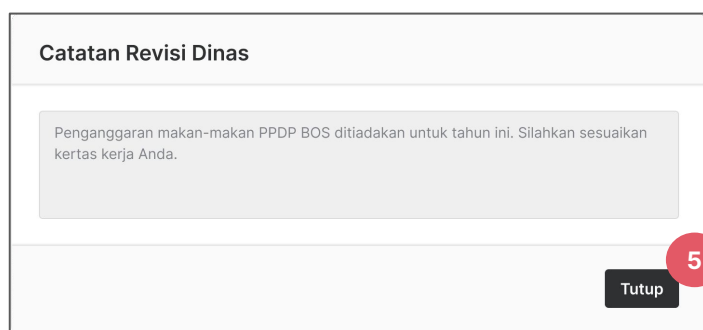 Catatan Revisi Dinas
Penganggaran makan-makan PPDP BOS ditiadakan untuk tahun ini. Silahkan sesuaikan
kertas kerja Anda.
5
Tutup